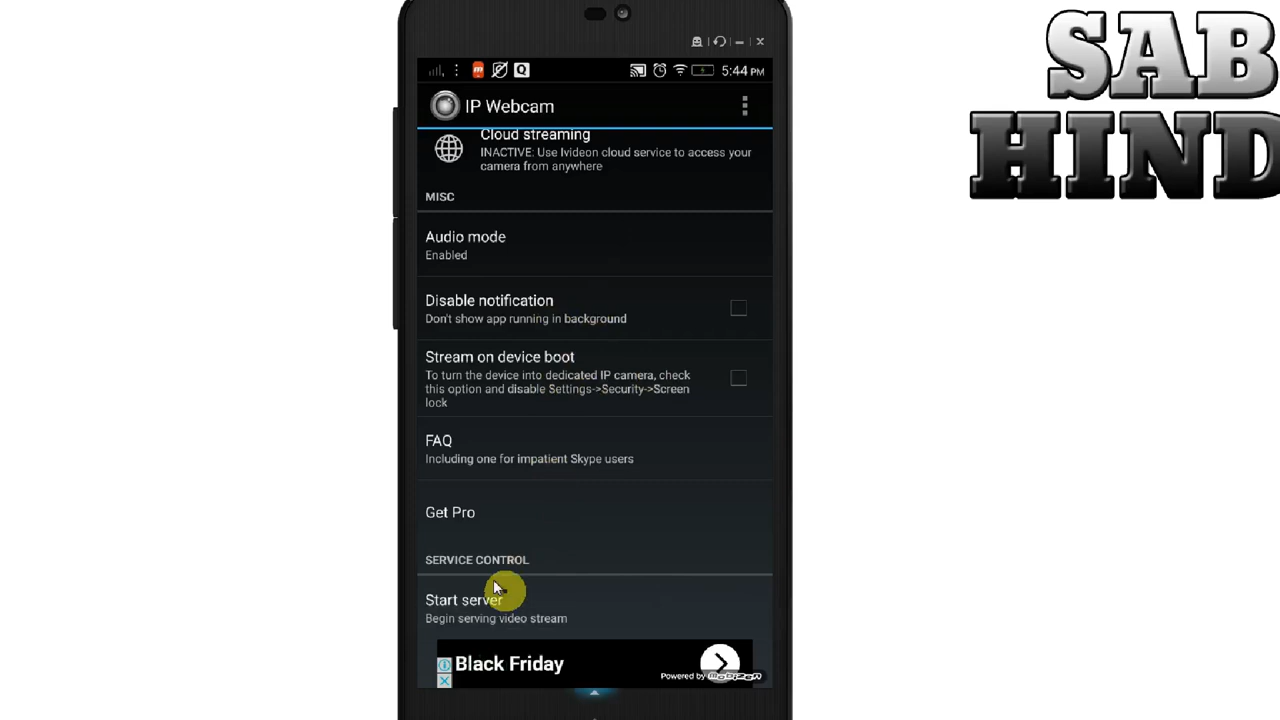 SAB
HIND
5:44 PM
IP Webcam
Cloud streaming
INACTIVE: Use Ivideon cloud service to access your
camera from anywhere
MISC
Audio mode
Enabled
Disable notification
Don't show app running in background
Stream on device boot
To turn the device into dedicated IP camera, check
this option and disable Settings->Security->Screen
lock
FAQ
Including one for impatient Skype users
Get Pro
SERVICE CONTROL
Start server
Begin serving video stream
Black Friday
Powered by mobizen